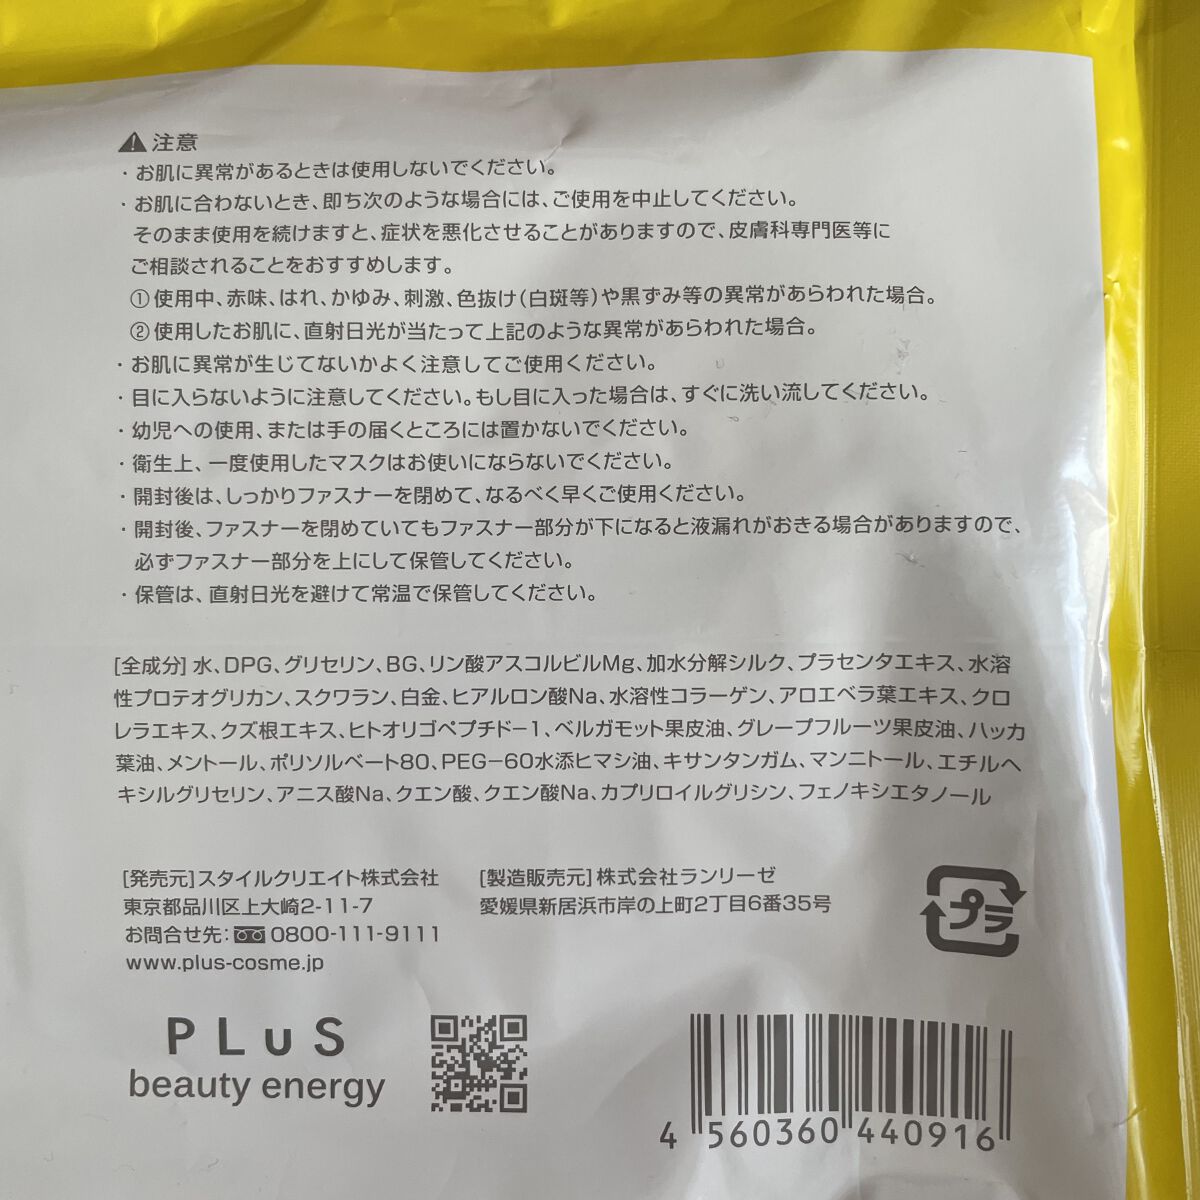 ⚠注意
・お肌に異常があるときは使用しないでください。
・お肌に合わないとき、即ち次のような場合には、ご使用を中止してください。
そのまま使用を続けますと、症状を悪化させることがありますので、皮膚科専門医等に
ご相談されることをおすすめします。
①使用中、赤味、はれ、かゆみ、刺激、色抜け(白斑等)や黒ずみ等の異常があらわれた場合。
②使用したお肌に、直射日光が当たって上記のような異常があらわれた場合。
・お肌に異常が生じてないかよく注意してご使用ください。
・目に入らないように注意してください。もし目に入った場合は、すぐに洗い流してください。
・幼児への使用、または手の届くところには置かないでください。
・衛生上、一度使用したマスクはお使いにならないでください。
・開封後は、しっかりファスナーを閉めて、なるべく早くご使用ください。
・開封後、ファスナーを閉めていてもファスナー部分が下になると液漏れがおきる場合がありますので、
必ずファスナー部分を上にして保管してください。
・保管は、直射日光を避けて常温で保管してください。
[全成分]水、DPG、グリセリン、BG、リン酸アスコルビルMg、加水分解シルク、プラセンタエキス、水溶
性プロテオグリカン、スクワラン、白金、ヒアルロン酸Na、水溶性コラーゲン、アロエベラ葉エキス、クロ
レラエキス、クズ根エキス、ヒトオリゴペプチド-1、ベルガモット果皮油、グレープフルーツ果皮油、ハッカ
葉油、メントール、ポリソルベート80、PEG-60水添ヒマシ油、キサンタンガム、マンニトール、エチルヘ
キシルグリセリン、アニス酸Na、クエン酸、クエン酸Na、カプリロイルグリシン、フェノキシエタノール
[発売元]スタイルクリエイト株式会社
東京都品川区上大崎2-11-7
お問合せ先:0800-111-9111
www.plus-cosme.jp
[製造販売元]株式会社ランリーゼ
愛媛県新居浜市岸の上町2丁目6番35号
プラ
PLuS
beauty energy
4 560360 440916